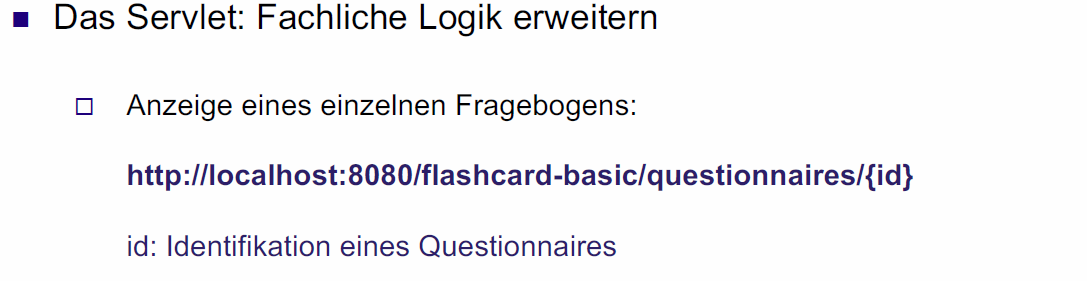 Das Servlet: Fachliche Logik erweitern
Anzeige eines einzelnen Fragebogens:
http://localhost:8080/flashcard-basic/questionnaires/{id}
id: Identifikation eines Questionnaires